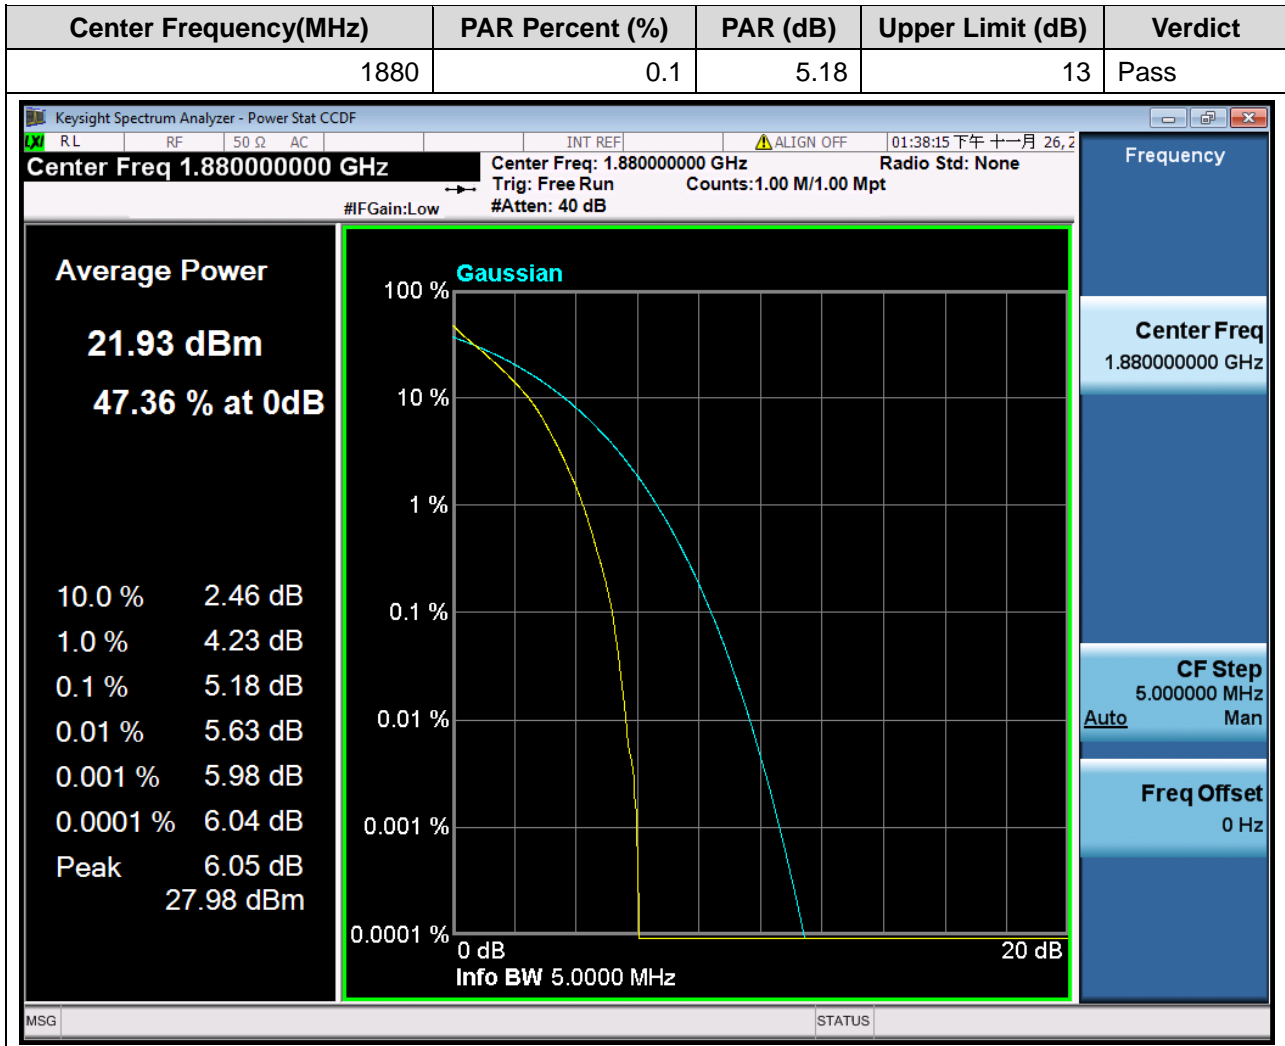 Center Frequency(MHz) PAR Percent (%) PAR (dB) Upper Limit (dB) Verdict
1880 0.1 5.18 13 Pass
Keysight Spectrum Analyzer - Power Stat CCDF
LXI RL RF 50 Ω AC INT REF ALIGN OFF 01:38:15下午 十一月 26, 2
Center Freq 1.880000000 GHz
Center Freq: 1.880000000 GHz Radio Std: None
Trig: Free Run Counts:1.00 M/1.00 Mpt
#IFGain:Low #Atten: 40 dB
Average Power
21.93 dBm
47.36 % at 0dB
10.0 % 2.46 dB
1.0 % 4.23 dB
0.1 % 5.18 dB
0.01 % 5.63 dB
0.001 % 5.98 dB
0.0001 % 6.04 dB
Peak 6.05 dB
27.98 dBm
Gaussian
100 %
10 %
1 %
0.1 %
0.01 %
0.001 %
0.0001 %
0 dB 20 dB
Info BW 5.0000 MHz
Frequency
Center Freq
1.880000000 GHz
CF Step
5.000000 MHz
Auto Man
Freq Offset
0 Hz
MSG STATUS